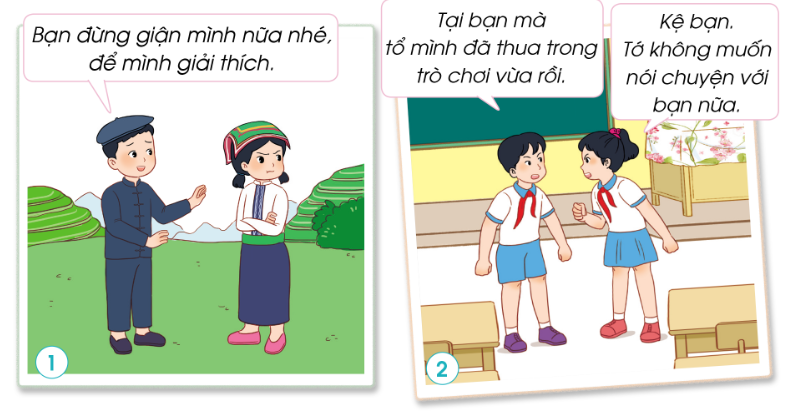 Bạn đừng giận mình nữa nhé,
để mình giải thích.
1
Tại bạn mà
tổ mình đã thua trong
trò chơi vừa rồi.
Kệ bạn.
Tớ không muốn
nói chuyện với
bạn nữa.
2